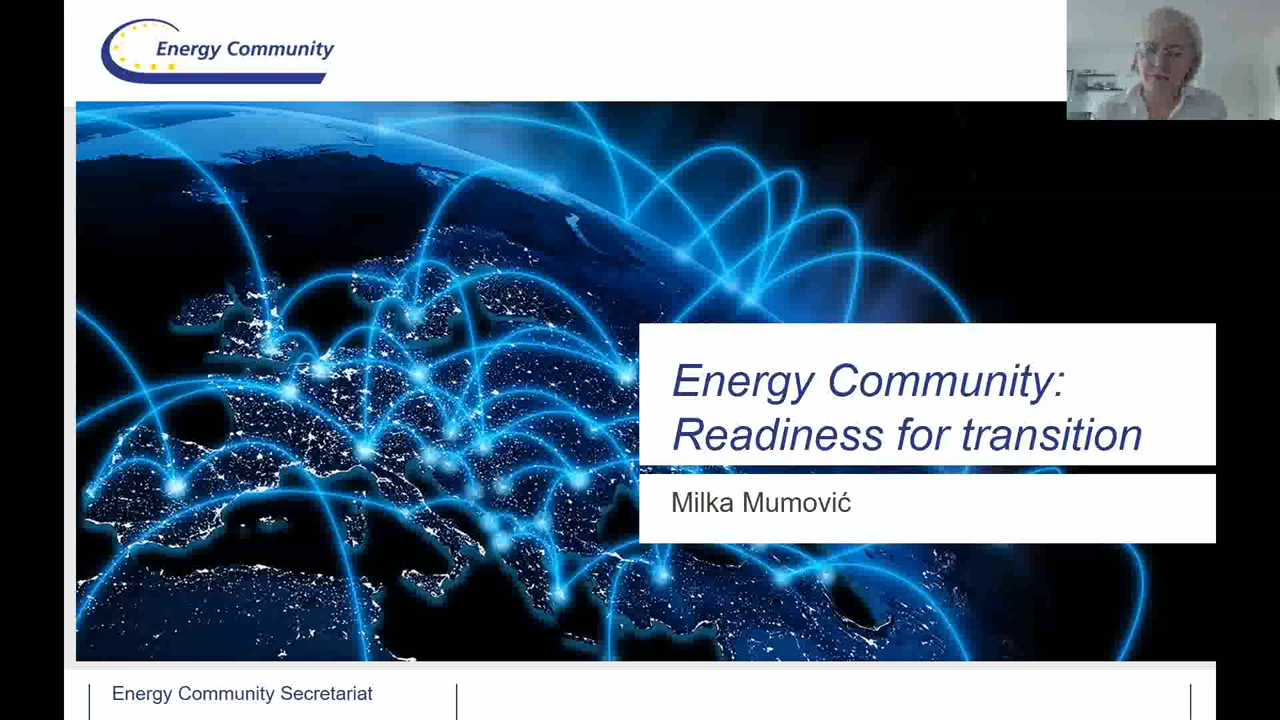 Energy Community
Energy Community:
Readiness for transition
Milka Mumović
Energy Community Secretariat